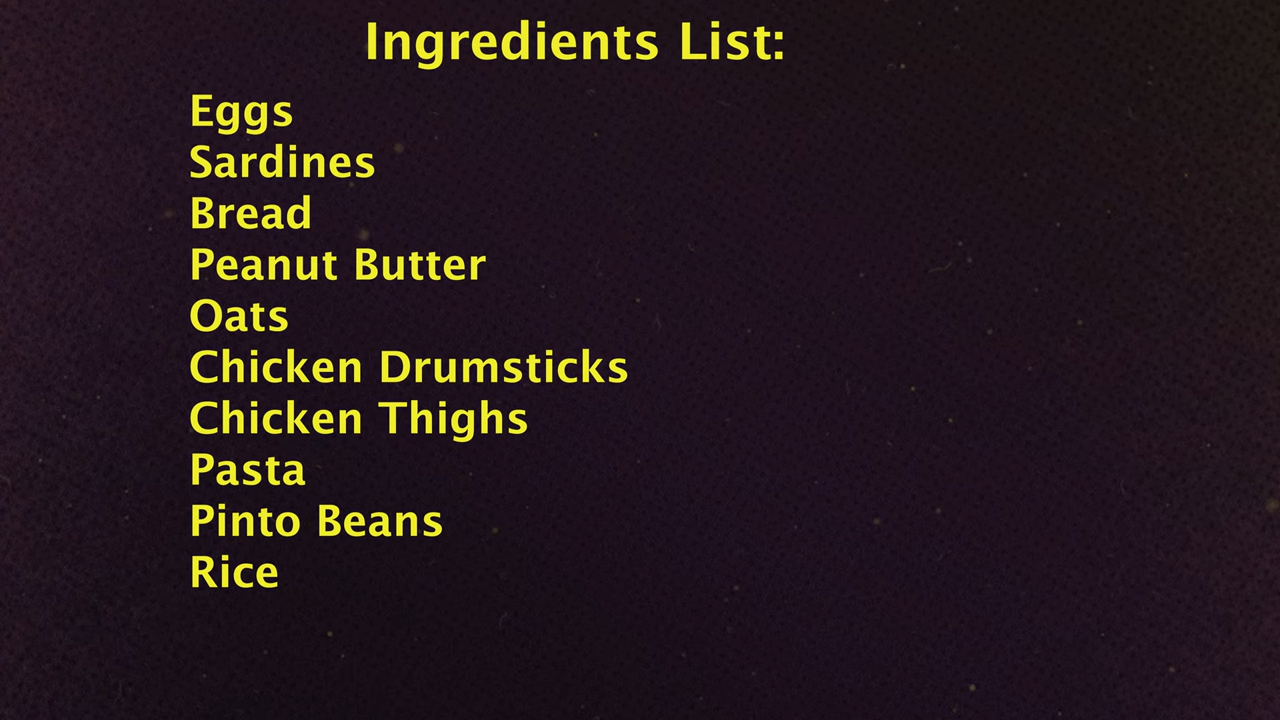 Ingredients List:
Eggs
Sardines
Bread
Peanut Butter
Oats
Chicken Drumsticks
Chicken Thighs
Pasta
Pinto Beans
Rice